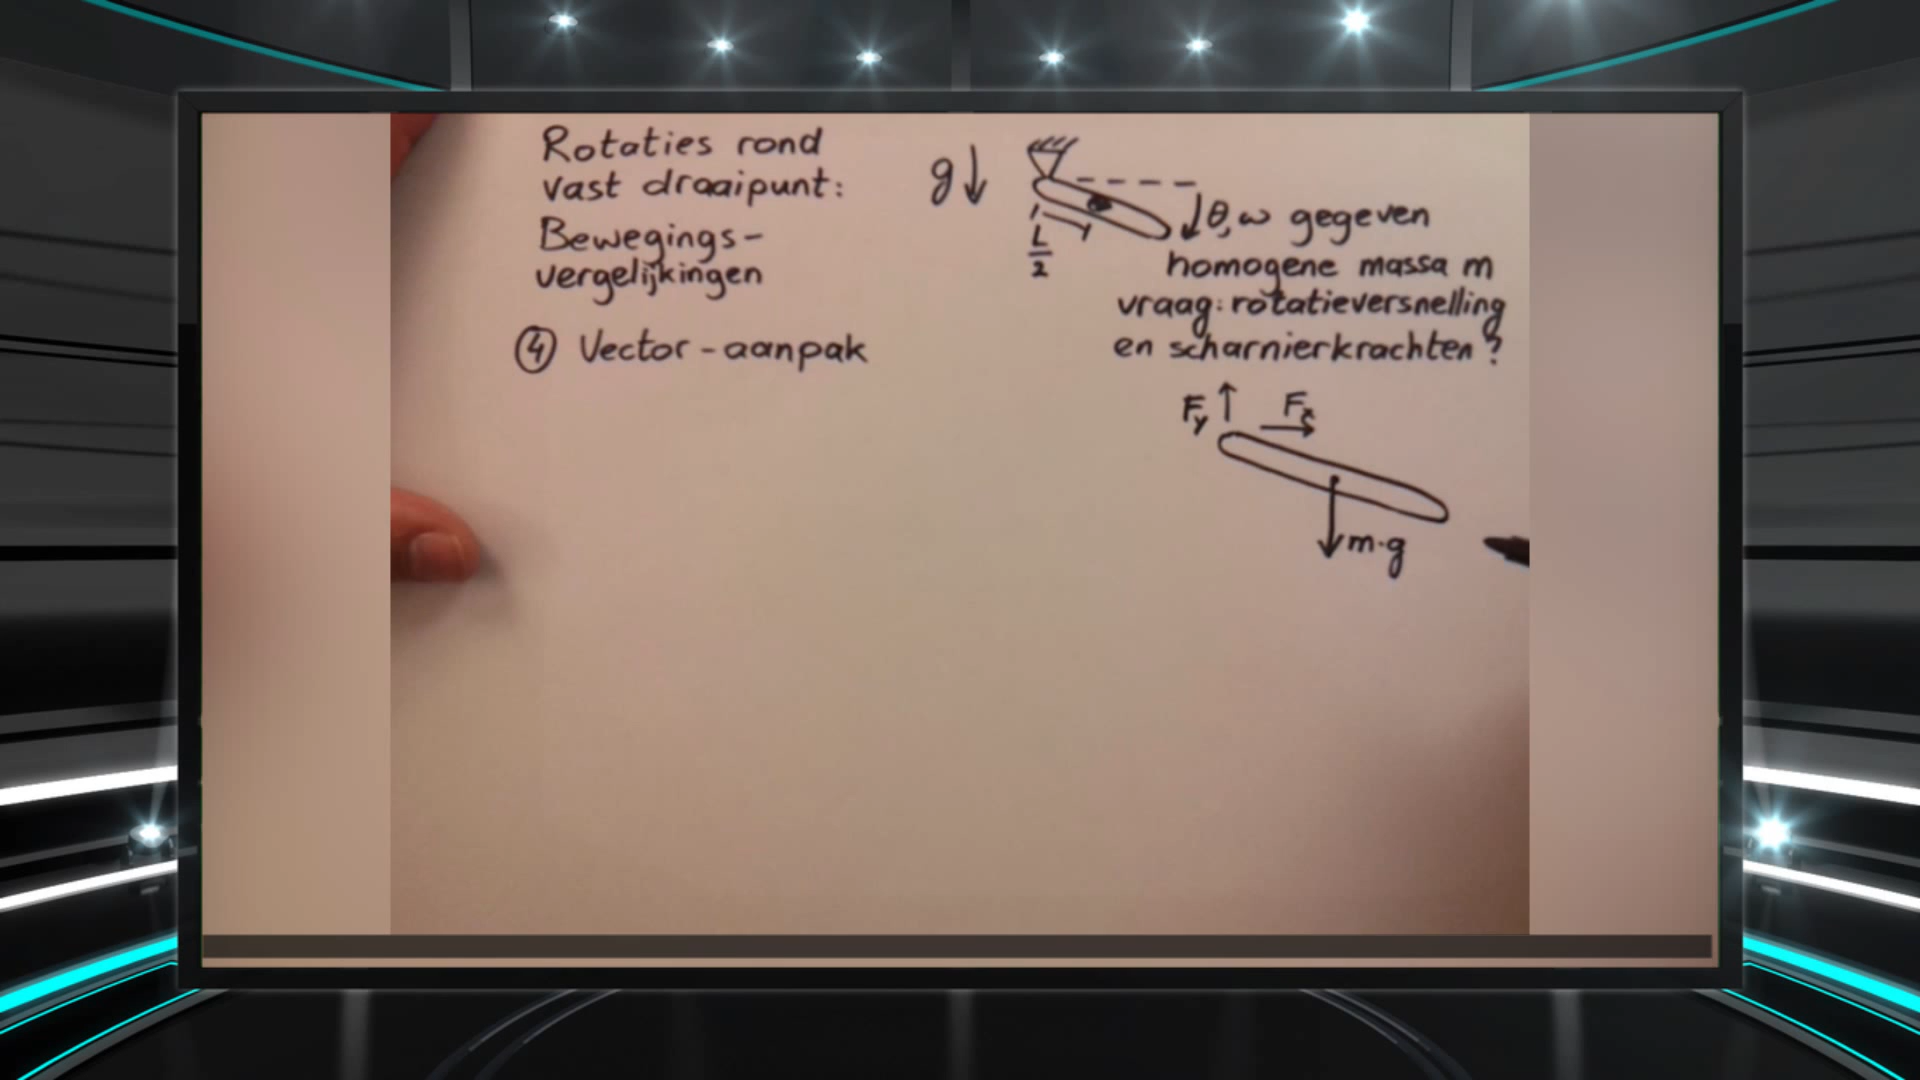 Rotaties rond
vast draaipunt:
Bewegings-
vergelijkingen
④ Vector-aanpak
g↓
L
2
θ, ω gegeven
homogene massa m
vraag: rotatieversnelling
en scharnierkrachten?
Fy
Fx
m·g